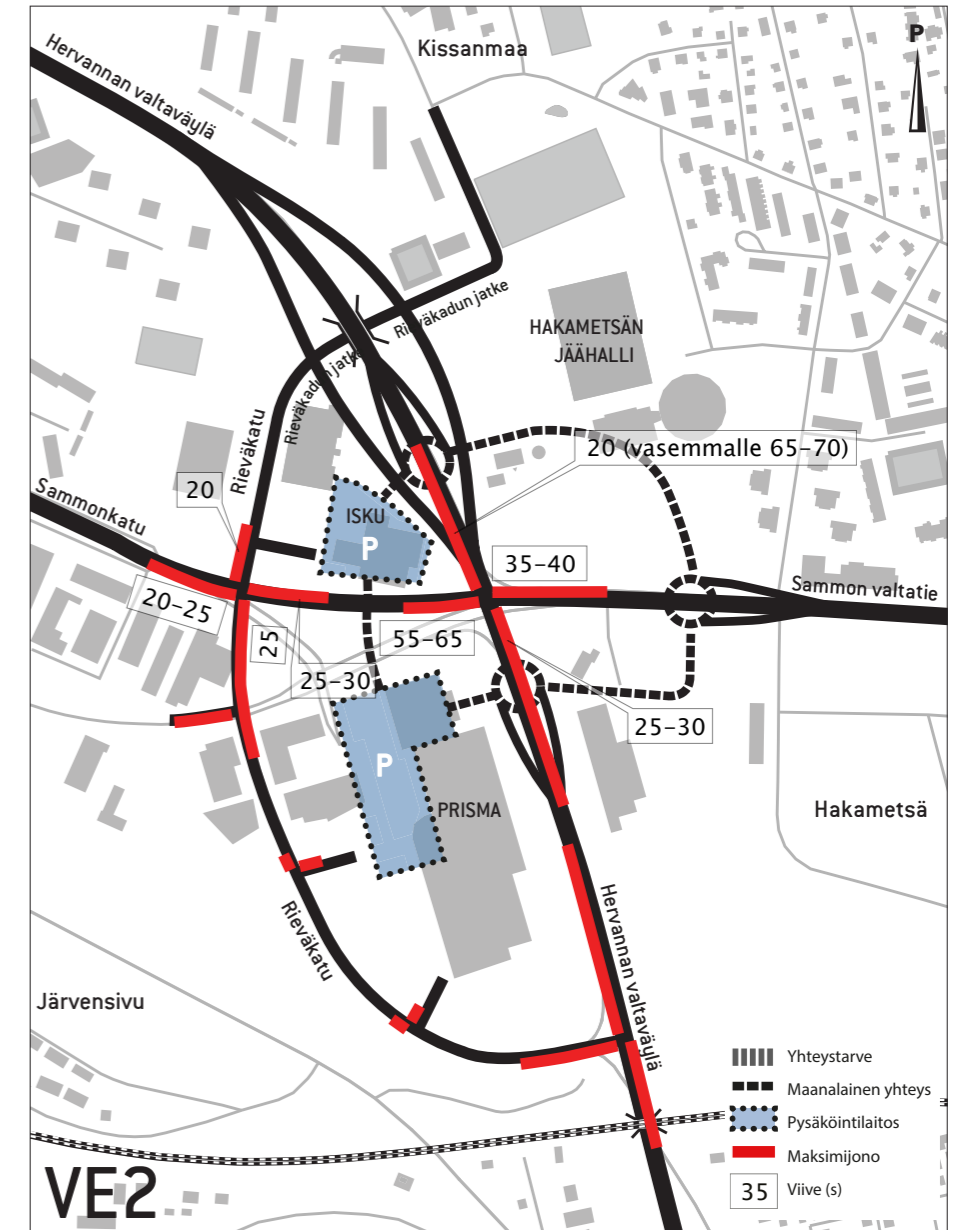 Kissanmaa
P
Hervannan valtaväylä
Rieväkadun jatke
HAKAMETSÄN
JÄÄHALLI
Rieväkadun jatke
Rieväkatu
Sammonkatu
20
ISKU
P
20 (vasemmalle 65–70)
35–40
Sammon valtatie
20–25
25
55–65
25–30
25–30
P
PRISMA
Hakametsä
Rieväkatu
Hervannan valtaväylä
Järvensivu
Yhteystarve
Maanalainen yhteys
Pysäköintilaitos
Maksimijono
35 Viive (s)
VE2